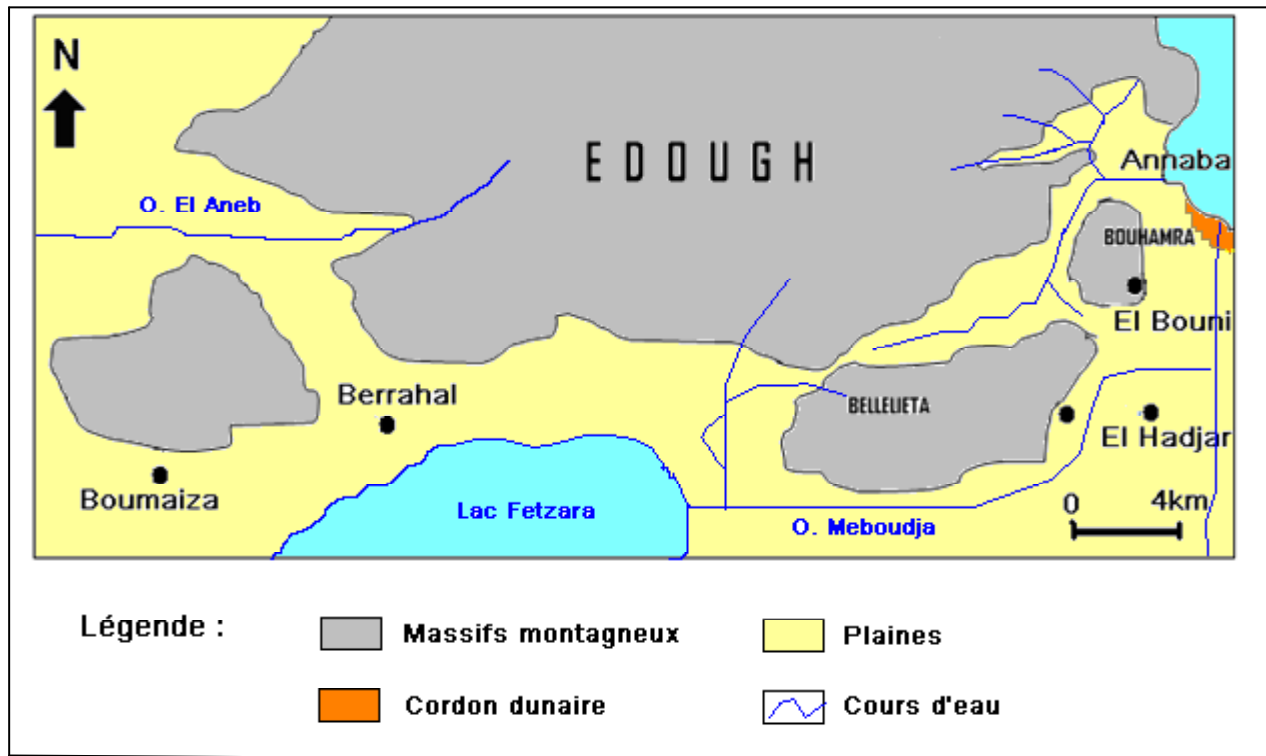 N
EDOUGH
Annaba
O. El Aneb
BOUHAMRA
El Bouni
Berrahal
BELLELIETA
El Hadjar
Boumaiza
Lac Fetzara
O. Meboudja
0 4km
Légende :
Massifs montagneux
Plaines
Cordon dunaire
Cours d'eau